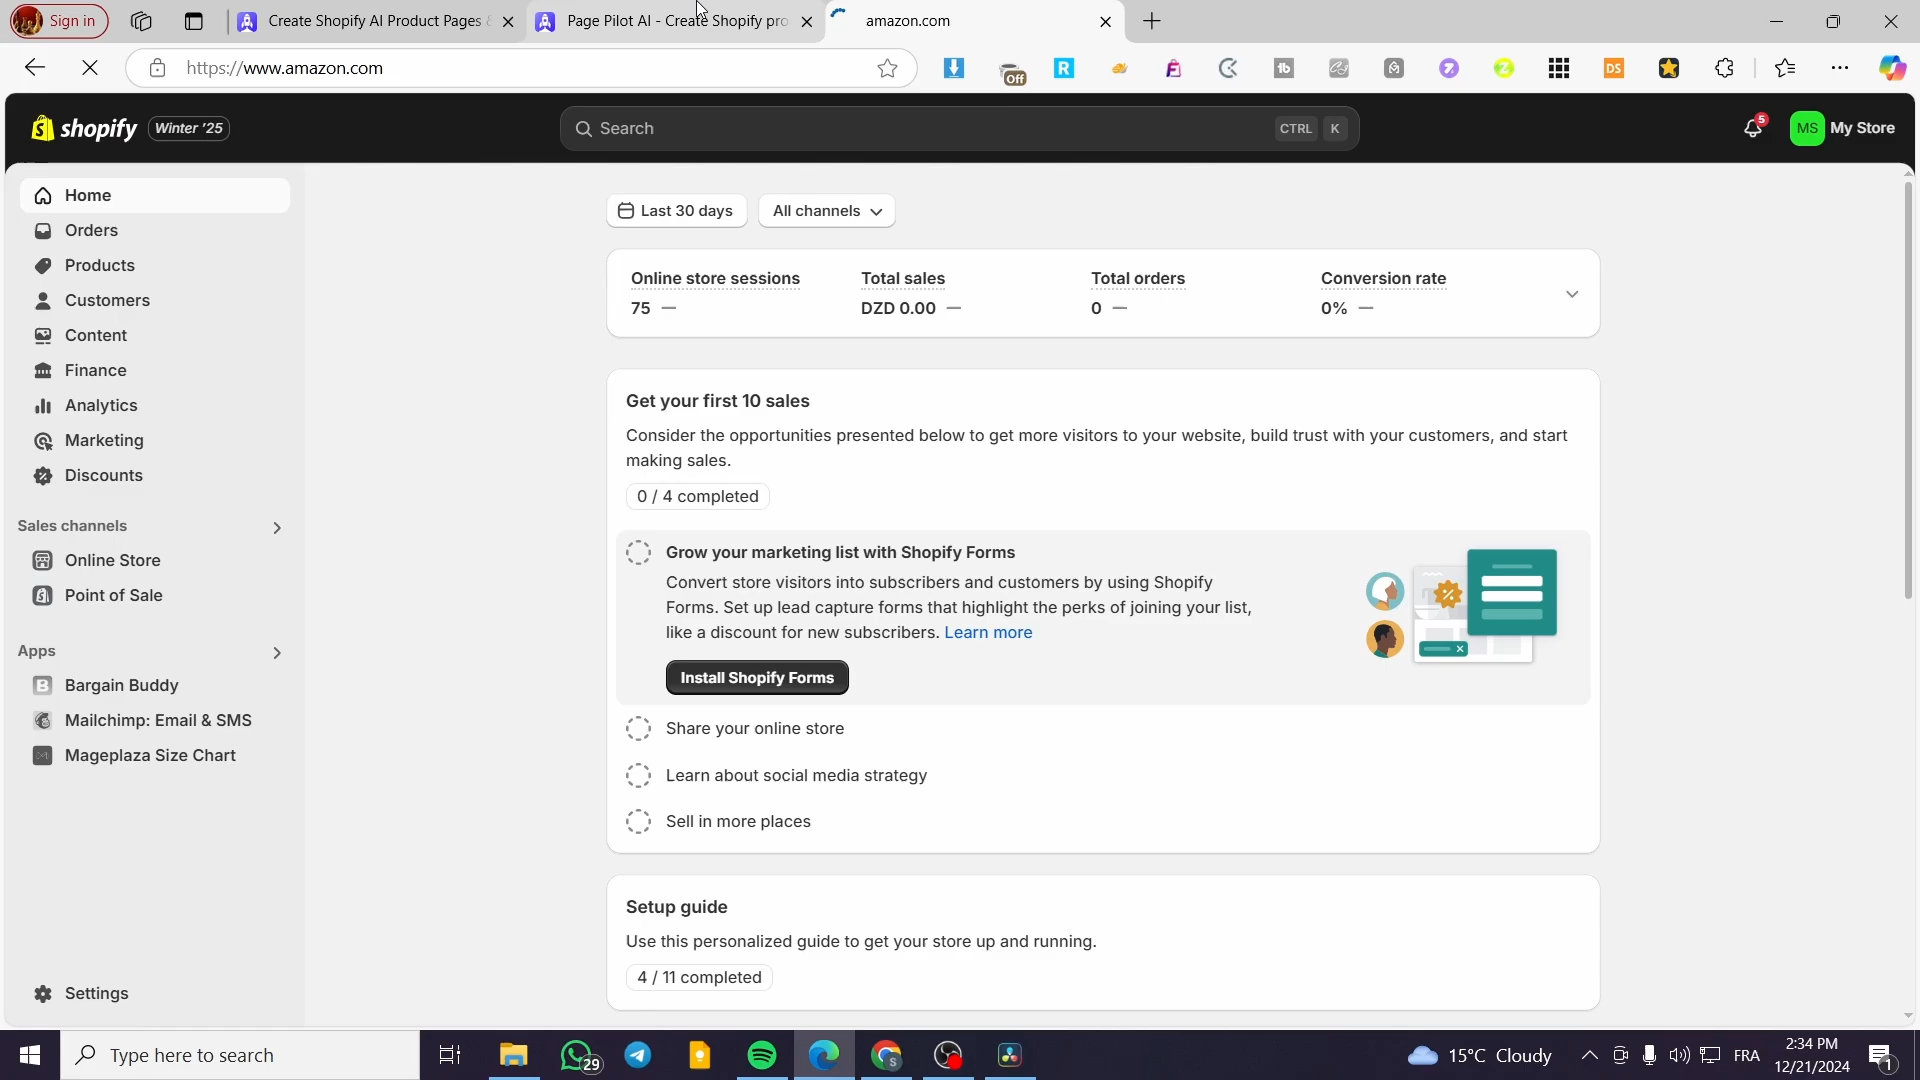 Sign in
Create Shopify AI Product Pages &
Page Pilot AI - Create Shopify pro
amazon.com
https://www.amazon.com
Off
DS
shopify
Winter '25
Search
CTRL K
5
MS
My Store
Home
Orders
Products
Customers
Content
Finance
Analytics
Marketing
Discounts
Sales channels
Online Store
Point of Sale
Apps
Bargain Buddy
Mailchimp: Email & SMS
Mageplaza Size Chart
Settings
Last 30 days
All channels
Online store sessions
75 —
Total sales
DZD 0.00 —
Total orders
0 —
Conversion rate
0% —
Get your first 10 sales
Consider the opportunities presented below to get more visitors to your website, build trust with your customers, and start
making sales.
0 / 4 completed
Grow your marketing list with Shopify Forms
Convert store visitors into subscribers and customers by using Shopify
Forms. Set up lead capture forms that highlight the perks of joining your list,
like a discount for new subscribers. Learn more
Install Shopify Forms
Share your online store
Learn about social media strategy
Sell in more places
Setup guide
Use this personalized guide to get your store up and running.
4 / 11 completed
Type here to search
29
15°C Cloudy
FRA
2:34 PM
12/21/2024
1